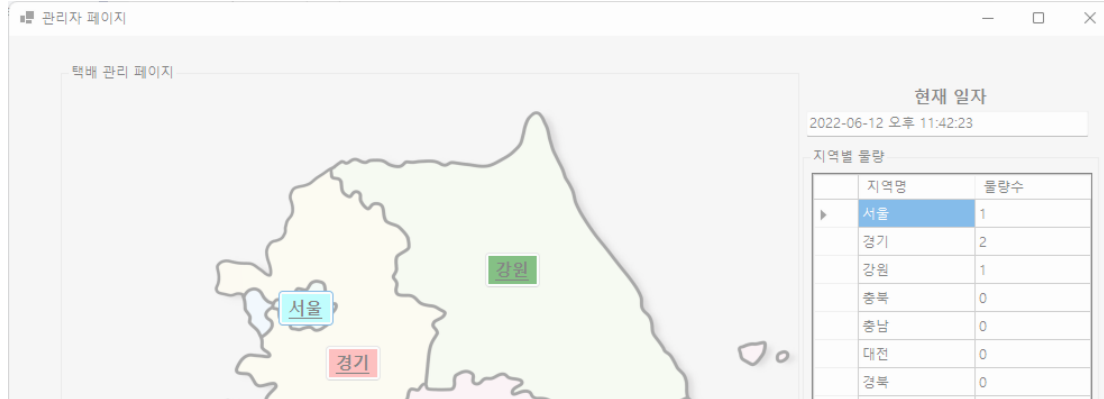 관리자 페이지
택배 관리 페이지
강원
서울
경기
현재 일자
2022-06-12 오후 11:42:23
지역별 물량
지역명 물량수
서울 1
경기 2
강원 1
충북 0
충남 0
대전 0
경북 0